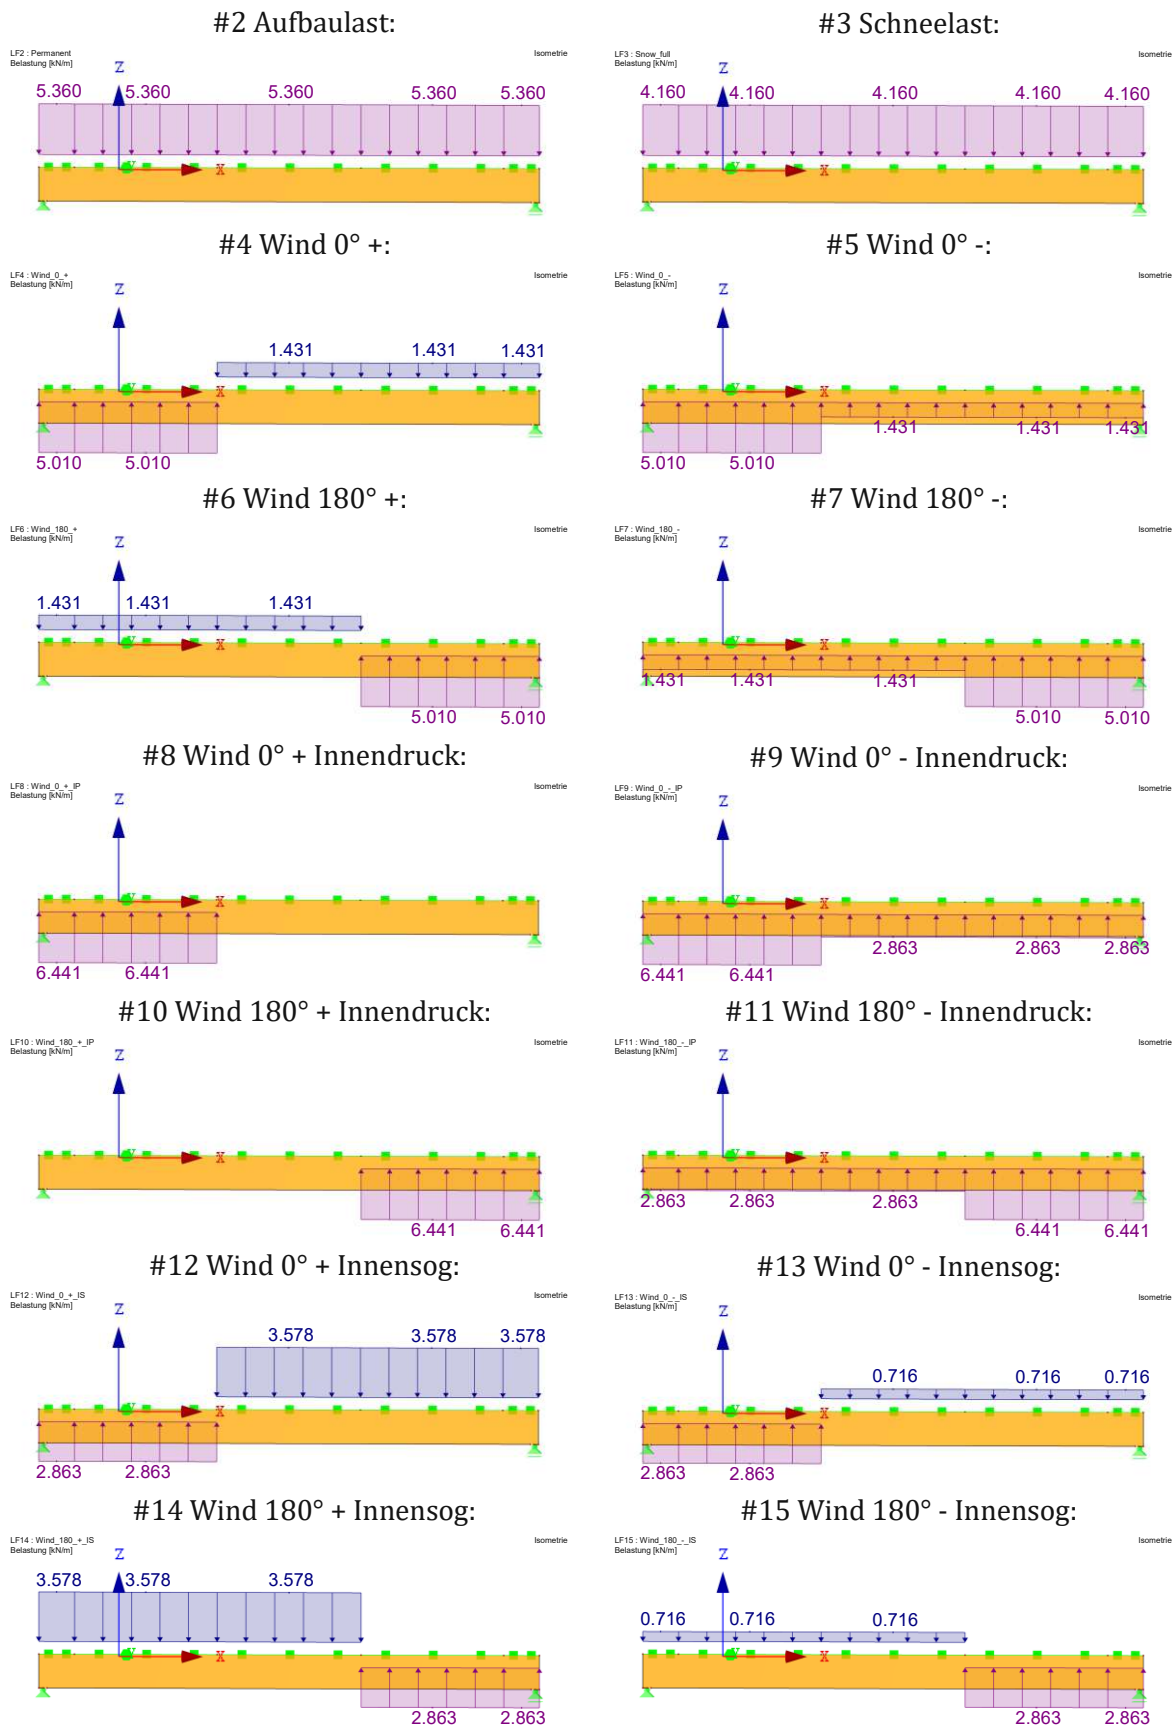 #2 Aufbaulast:
LF2 : Permanent
Belastung [kN/m]
Isometrie
Z
5.360 5.360 5.360 5.360 5.360
Y
X
#3 Schneelast:
LF3 : Snow_full
Belastung [kN/m]
Isometrie
Z
4.160 4.160 4.160 4.160 4.160
Y
X
#4 Wind 0° +:
LF4 : Wind_0_+
Belastung [kN/m]
Isometrie
Z
1.431 1.431 1.431
Y
X
5.010 5.010
#5 Wind 0° -:
LF5 : Wind_0_-
Belastung [kN/m]
Isometrie
Z
Y
X
1.431 1.431 1.431
5.010 5.010
#6 Wind 180° +:
LF6 : Wind_180_+
Belastung [kN/m]
Isometrie
Z
1.431 1.431 1.431
Y
X
5.010 5.010
#7 Wind 180° -:
LF7 : Wind_180_-
Belastung [kN/m]
Isometrie
Z
Y
X
1.431 1.431 1.431
5.010 5.010
#8 Wind 0° + Innendruck:
LF8 : Wind_0_+_IP
Belastung [kN/m]
Isometrie
Z
Y
X
6.441 6.441
#9 Wind 0° - Innendruck:
LF9 : Wind_0_-_IP
Belastung [kN/m]
Isometrie
Z
Y
X
2.863 2.863 2.863
6.441 6.441
#10 Wind 180° + Innendruck:
LF10 : Wind_180_+_IP
Belastung [kN/m]
Isometrie
Z
Y
X
6.441 6.441
#11 Wind 180° - Innendruck:
LF11 : Wind_180_-_IP
Belastung [kN/m]
Isometrie
Z
Y
X
2.863 2.863 2.863
6.441 6.441
#12 Wind 0° + Innensog:
LF12 : Wind_0_+_IS
Belastung [kN/m]
Isometrie
Z
3.578 3.578 3.578
Y
X
2.863 2.863
#13 Wind 0° - Innensog:
LF13 : Wind_0_-_IS
Belastung [kN/m]
Isometrie
Z
0.716 0.716 0.716
Y
X
2.863 2.863
#14 Wind 180° + Innensog:
LF14 : Wind_180_+_IS
Belastung [kN/m]
Isometrie
Z
3.578 3.578 3.578
Y
X
2.863 2.863
#15 Wind 180° - Innensog:
LF15 : Wind_180_-_IS
Belastung [kN/m]
Isometrie
Z
0.716 0.716 0.716
Y
X
2.863 2.863